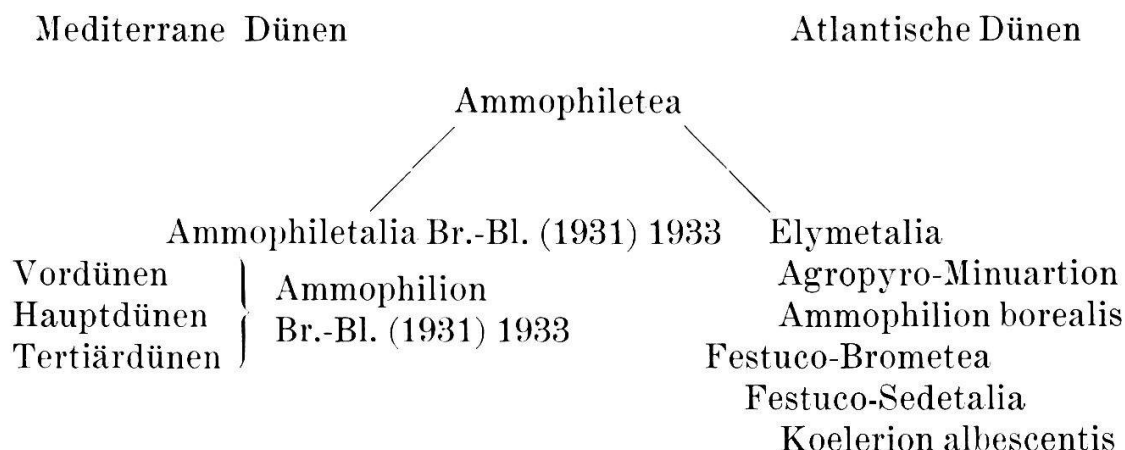 Mediterrane Dünen Atlantische Dünen
Ammophiletea
Ammophiletalia Br.-Bl. (1931) 1933 Elymetalia
Vordünen Agropyro-Minuartion
Ammophilion
Hauptdünen Ammophilion borealis
Br.-Bl. (1931) 1933
Tertiärdünen Festuco-Brometea
Festuco-Sedetalia
Koelerion albescentis